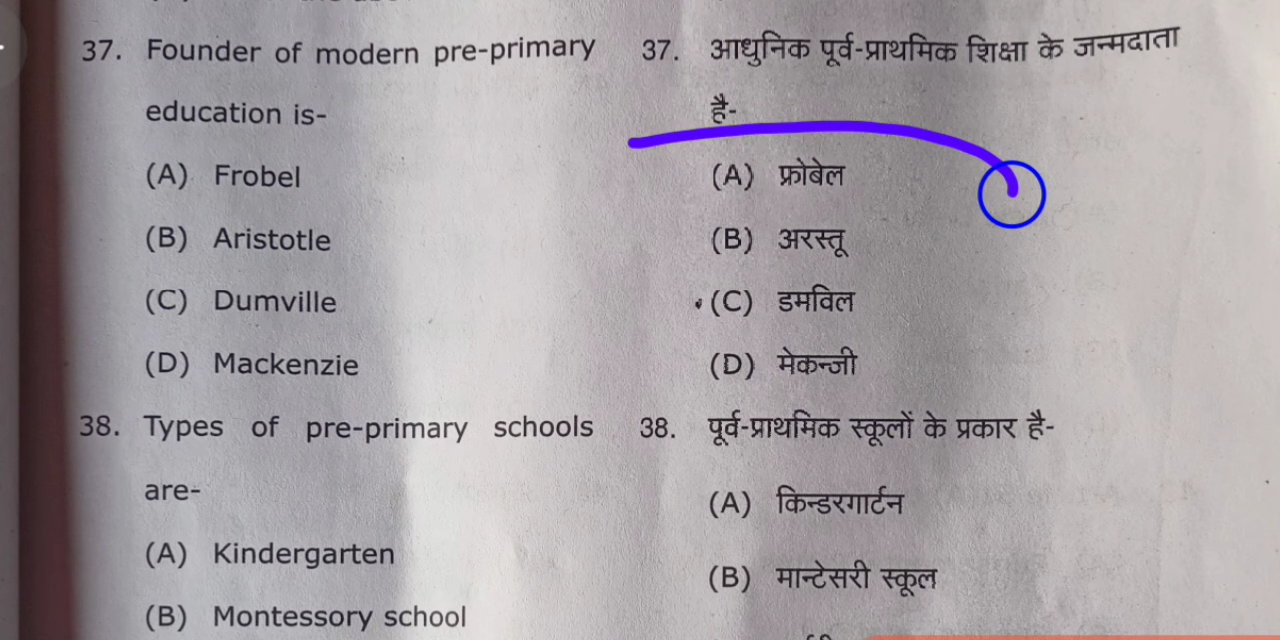 37. Founder of modern pre-primary
education is-
(A) Frobel
(B) Aristotle
(C) Dumville
(D) Mackenzie
38. Types of pre-primary schools
are-
(A) Kindergarten
(B) Montessory school
37. आधुनिक पूर्व-प्राथमिक शिक्षा के जन्मदाता
है-
(A) फ्रोबेल
(B) अरस्तू
(C) डमविल
(D) मेकन्जी
38. पूर्व-प्राथमिक स्कूलों के प्रकार है-
(A) किन्डरगार्टन
(B) मान्टेसरी स्कूल